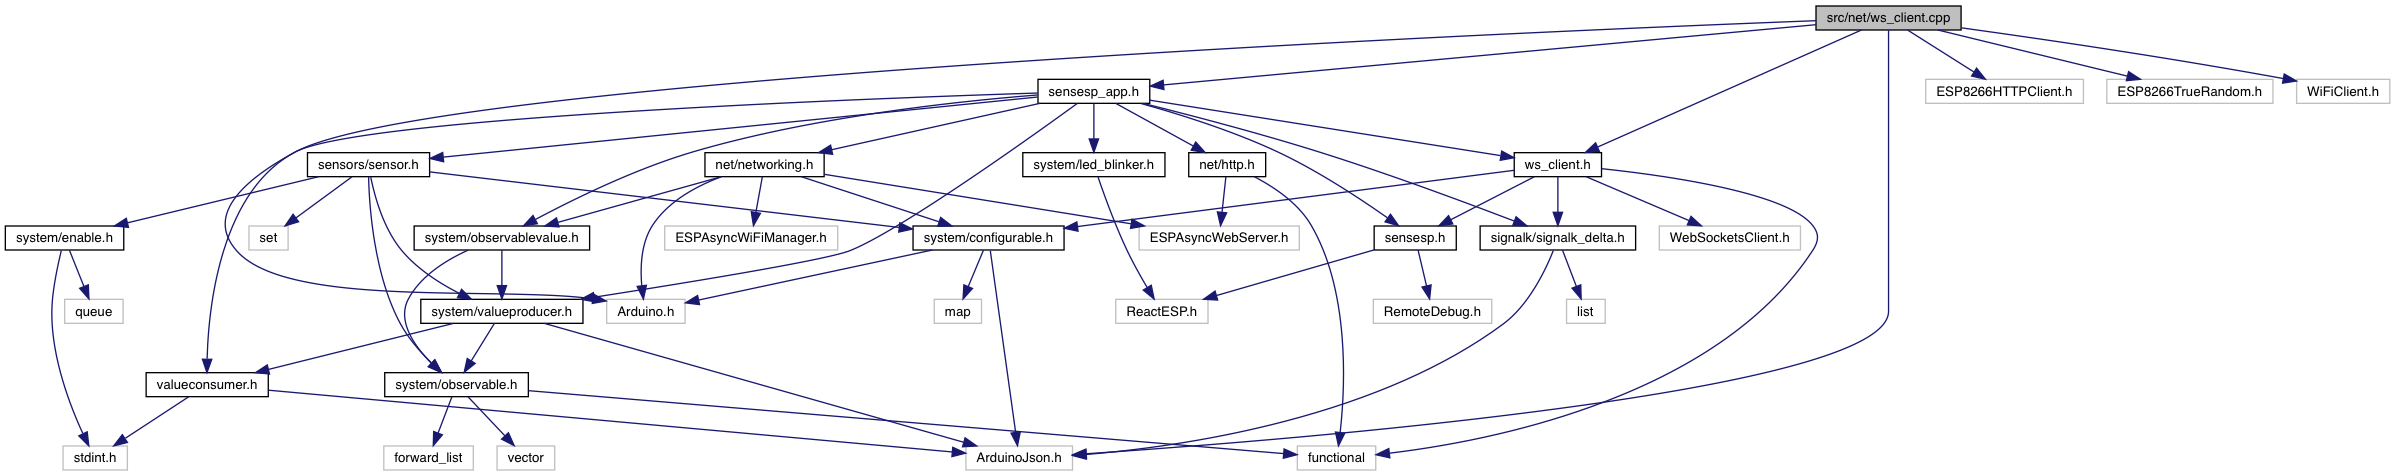 src/net/ws_client.cpp
sensesp_app.h
ESP8266HTTPClient.h
ESP8266TrueRandom.h
WiFiClient.h
sensors/sensor.h
net/networking.h
system/led_blinker.h
net/http.h
ws_client.h
system/enable.h
set
system/observablevalue.h
ESPAsyncWiFiManager.h
system/configurable.h
ESPAsyncWebServer.h
sensesp.h
signalk/signalk_delta.h
WebSocketsClient.h
queue
system/valueproducer.h
Arduino.h
map
ReactESP.h
RemoteDebug.h
list
valueconsumer.h
system/observable.h
stdint.h
forward_list
vector
ArduinoJson.h
functional